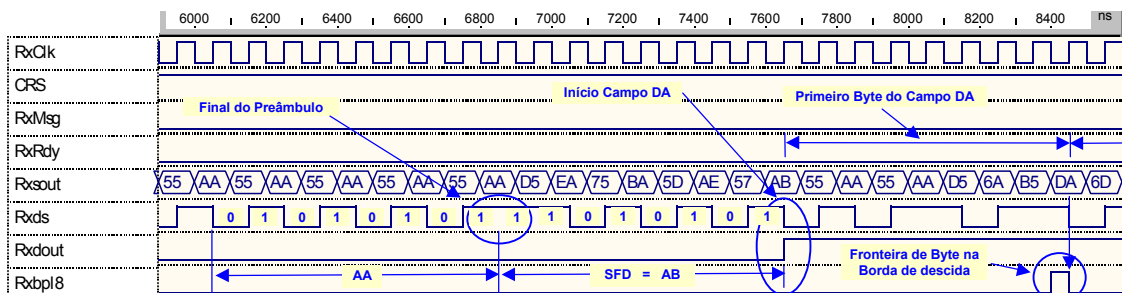 6000 6200 6400 6600 6800 7000 7200 7400 7600 7800 8000 8200 8400 ns
RxClk
CRS
Final do Preâmbulo
Início Campo DA
Primeiro Byte do Campo DA
RxMsg
RxRdy
Rxsout 55 AA 55 AA 55 AA 55 AA 55 AA D5 EA 75 BA 5D AE 57 AB 55 AA 55 AA D5 6A B5 DA 6D
Rxds 0 1 0 1 0 1 0 1 1 1 0 1 0 1 0 1
Rxdout
Fronteira de Byte na
Borda de descida
AA
SFD = AB
Rxbpl8